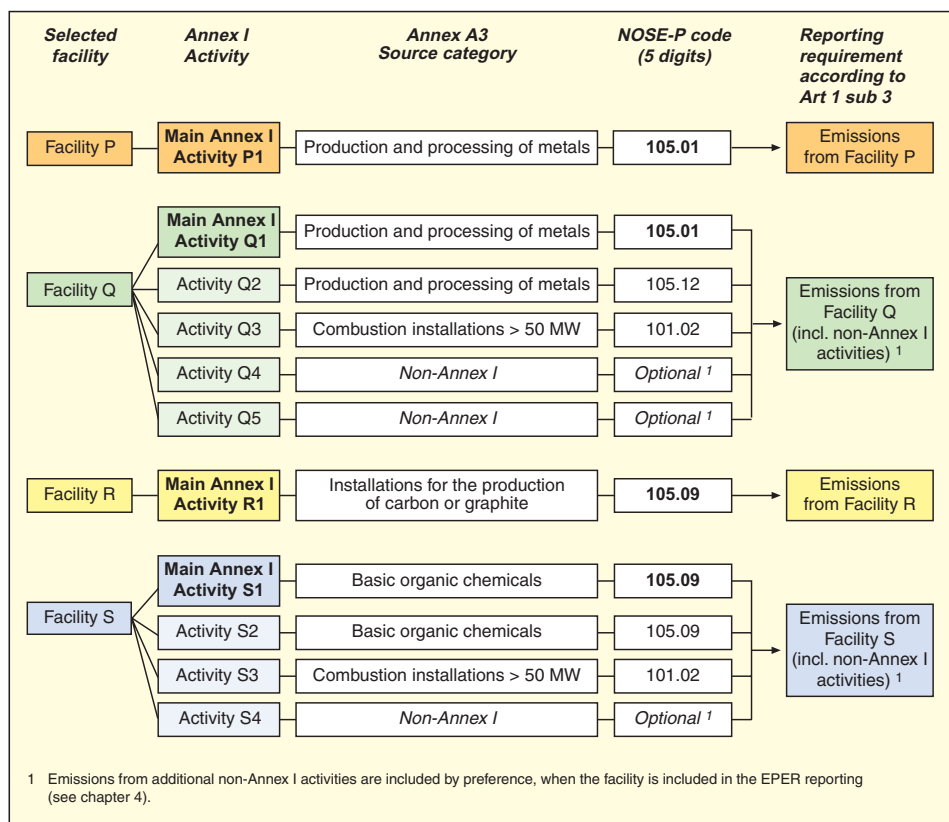 Selected
facility
Annex I
Activity
Annex A3
Source category
NOSE-P code
(5 digits)
Reporting
requirement
according to
Art 1 sub 3
Facility P
Main Annex I
Activity P1
Production and processing of metals
105.01
Emissions
from Facility P
Facility Q
Main Annex I
Activity Q1
Production and processing of metals
105.01
Activity Q2
Production and processing of metals
105.12
Activity Q3
Combustion installations > 50 MW
101.02
Activity Q4
Non-Annex I
Optional 1
Activity Q5
Non-Annex I
Optional 1
Emissions from
Facility Q
(incl. non-Annex I
activities) 1
Facility R
Main Annex I
Activity R1
Installations for the production
of carbon or graphite
105.09
Emissions
from Facility R
Facility S
Main Annex I
Activity S1
Basic organic chemicals
105.09
Activity S2
Basic organic chemicals
105.09
Activity S3
Combustion installations > 50 MW
101.02
Activity S4
Non-Annex I
Optional 1
Emissions from
Facility S
(incl. non-Annex I
activities) 1
1 Emissions from additional non-Annex I activities are included by preference, when the facility is included in the EPER reporting
(see chapter 4).